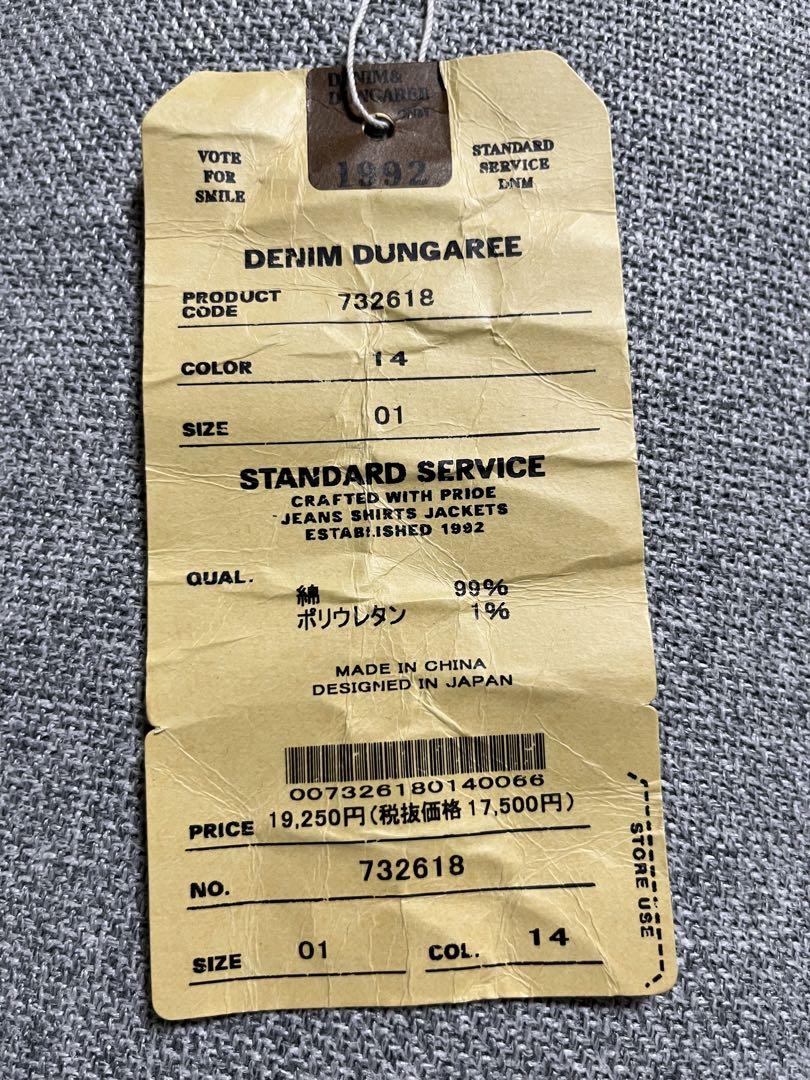 DENIM&
DUNGAREE
DNM
1992
VOTE
FOR
SMILE
STANDARD
SERVICE
DNM
DENIM DUNGAREE
PRODUCT CODE 732618
COLOR 14
SIZE 01
STANDARD SERVICE
CRAFTED WITH PRIDE
JEANS SHIRTS JACKETS
ESTABLISHED 1992
QUAL.
綿 99%
ポリウレタン 1%
MADE IN CHINA
DESIGNED IN JAPAN
007326180140066
PRICE 19,250円(税抜価格 17,500円)
NO. 732618
SIZE 01 COL. 14
STORE USE